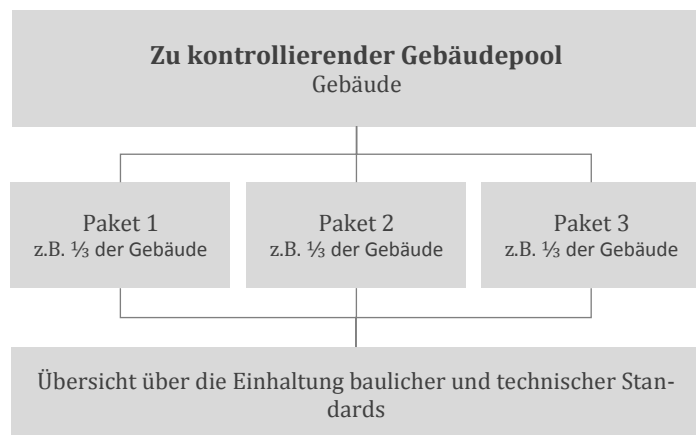 Zu kontrollierender Gebäudepool
Gebäude
Paket 1
z.B. ⅓ der Gebäude
Paket 2
z.B. ⅓ der Gebäude
Paket 3
z.B. ⅓ der Gebäude
Übersicht über die Einhaltung baulicher und technischer Stan-
dards